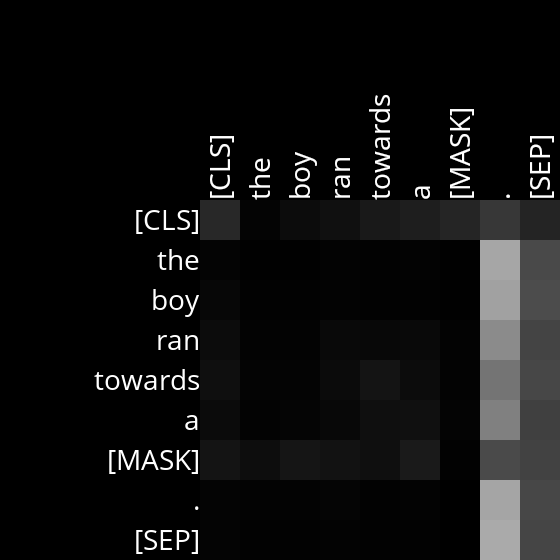 [CLS] the boy ran towards a [MASK] . [SEP]
[CLS]
the
boy
ran
towards
a
[MASK]
.
[SEP]